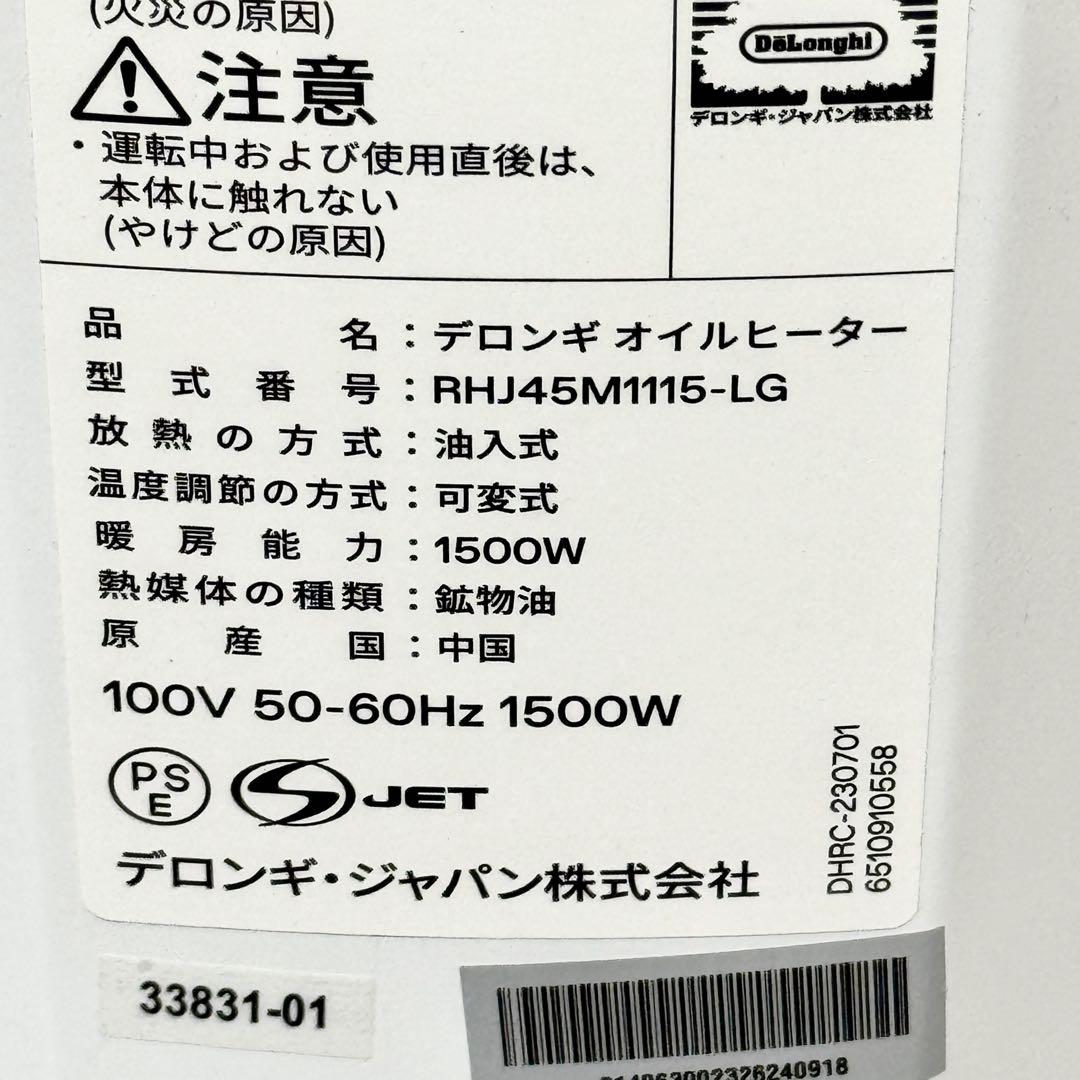 (火災の原因)
注意
・運転中および使用直後は、
本体に触れない
(やけどの原因)
DeLonghi
デロンギ・ジャパン株式会社
品名：デロンギ オイルヒーター
型式番号：RHJ45M1115-LG
放熱の方式：油入式
温度調節の方式：可変式
暖房能力：1500W
熱媒体の種類：鉱物油
原産国：中国
100V 50-60Hz 1500W
PSE
S JET
デロンギ・ジャパン株式会社
DHRC-230701
6510910558
33831-01